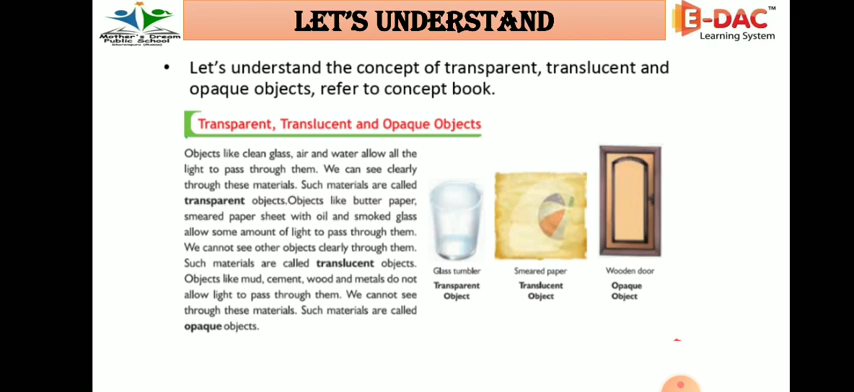 LET'S UNDERSTAND
Mother's Dream
Public School
E-DAC™
Learning System
• Let's understand the concept of transparent, translucent and
opaque objects, refer to concept book.
Transparent, Translucent and Opaque Objects
Objects like clean glass, air and water allow all the
light to pass through them. We can see clearly
through these materials. Such materials are called
transparent objects.Objects like butter paper,
smeared paper sheet with oil and smoked glass
allow some amount of light to pass through them.
We cannot see other objects clearly through them.
Such materials are called translucent objects.
Objects like mud, cement, wood and metals do not
allow light to pass through them. We cannot see
through these materials. Such materials are called
opaque objects.
Glass tumbler
Transparent
Object
Smeared paper
Translucent
Object
Wooden door
Opaque
Object